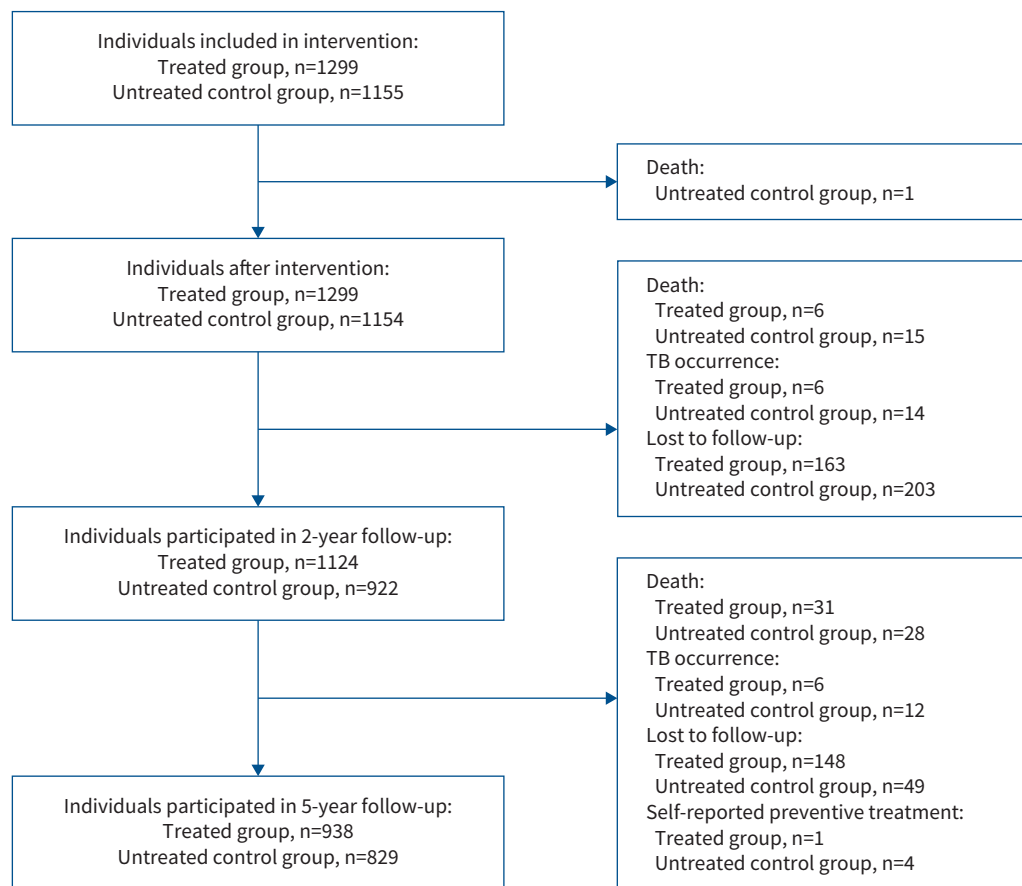 Individuals included in intervention:
Treated group, n=1299
Untreated control group, n=1155
Death:
Untreated control group, n=1
Individuals after intervention:
Treated group, n=1299
Untreated control group, n=1154
Death:
Treated group, n=6
Untreated control group, n=15
TB occurrence:
Treated group, n=6
Untreated control group, n=14
Lost to follow-up:
Treated group, n=163
Untreated control group, n=203
Individuals participated in 2-year follow-up:
Treated group, n=1124
Untreated control group, n=922
Death:
Treated group, n=31
Untreated control group, n=28
TB occurrence:
Treated group, n=6
Untreated control group, n=12
Lost to follow-up:
Treated group, n=148
Untreated control group, n=49
Self-reported preventive treatment:
Treated group, n=1
Untreated control group, n=4
Individuals participated in 5-year follow-up:
Treated group, n=938
Untreated control group, n=829